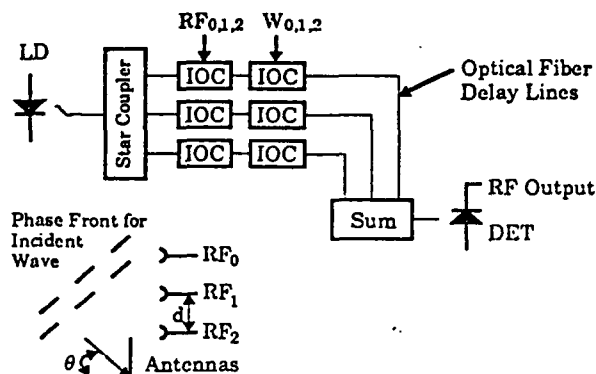 RF0,1,2
W0,1,2
LD
Star Coupler
IOC
IOC
IOC
IOC
IOC
IOC
Optical Fiber
Delay Lines
Sum
RF Output
DET
Phase Front for
Incident
Wave
RF0
RF1
d
RF2
θ
Antennas